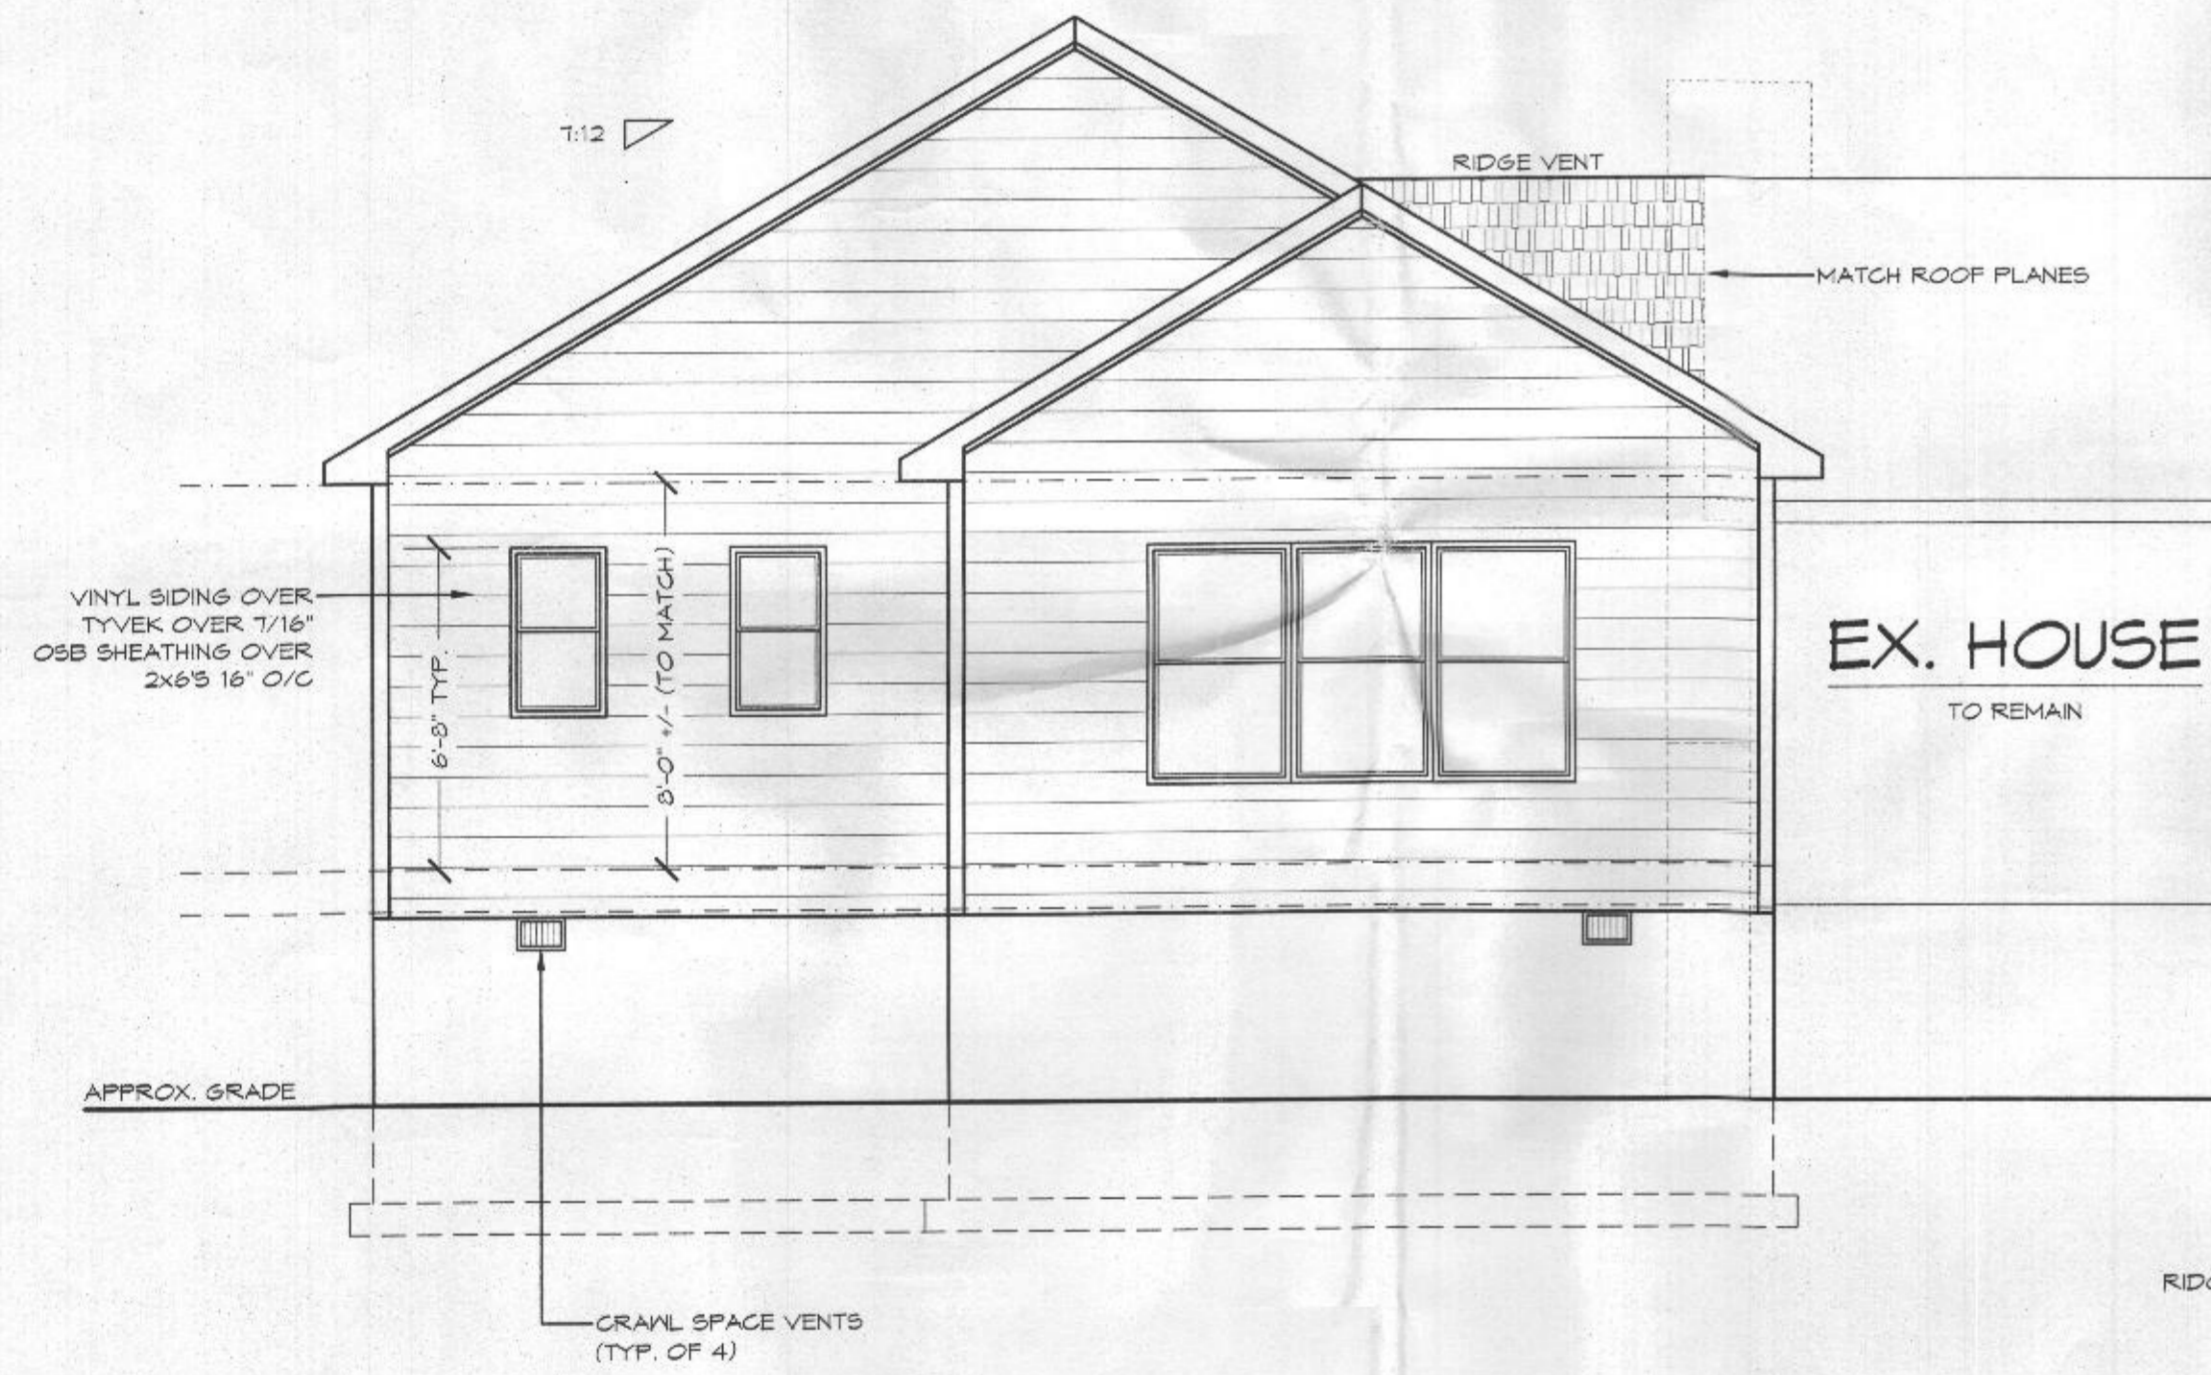 7:12
RIDGE VENT
MATCH ROOF PLANES
VINYL SIDING OVER
TYVEK OVER 7/16"
OSB SHEATHING OVER
2x6'S 16" O/C
6'-8" TYP.
8'-0" +/- (TO MATCH)
EX. HOUSE
TO REMAIN
APPROX. GRADE
CRAWL SPACE VENTS
(TYP. OF 4)